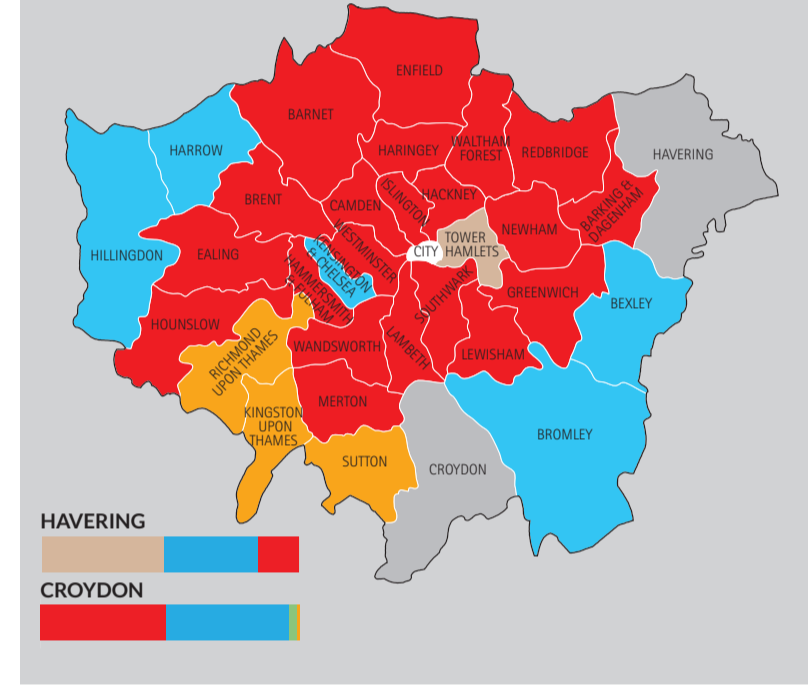 ENFIELD
BARNET
HARROW
HARINGEY
WALTHAM
FOREST
REDBRIDGE
HAVERING
BRENT
CAMDEN
ISLINGTON
HACKNEY
BARKING &
DAGENHAM
NEWHAM
WESTMINSTER
TOWER
HAMLETS
CITY
HILLINGDON
EALING
KENSINGTON
& CHELSEA
HAMMERSMITH
& FULHAM
SOUTHWARK
GREENWICH
BEXLEY
HOUNSLOW
RICHMOND
UPON THAMES
WANDSWORTH
LAMBETH
LEWISHAM
MERTON
KINGSTON
UPON
THAMES
SUTTON
CROYDON
BROMLEY
HAVERING
CROYDON